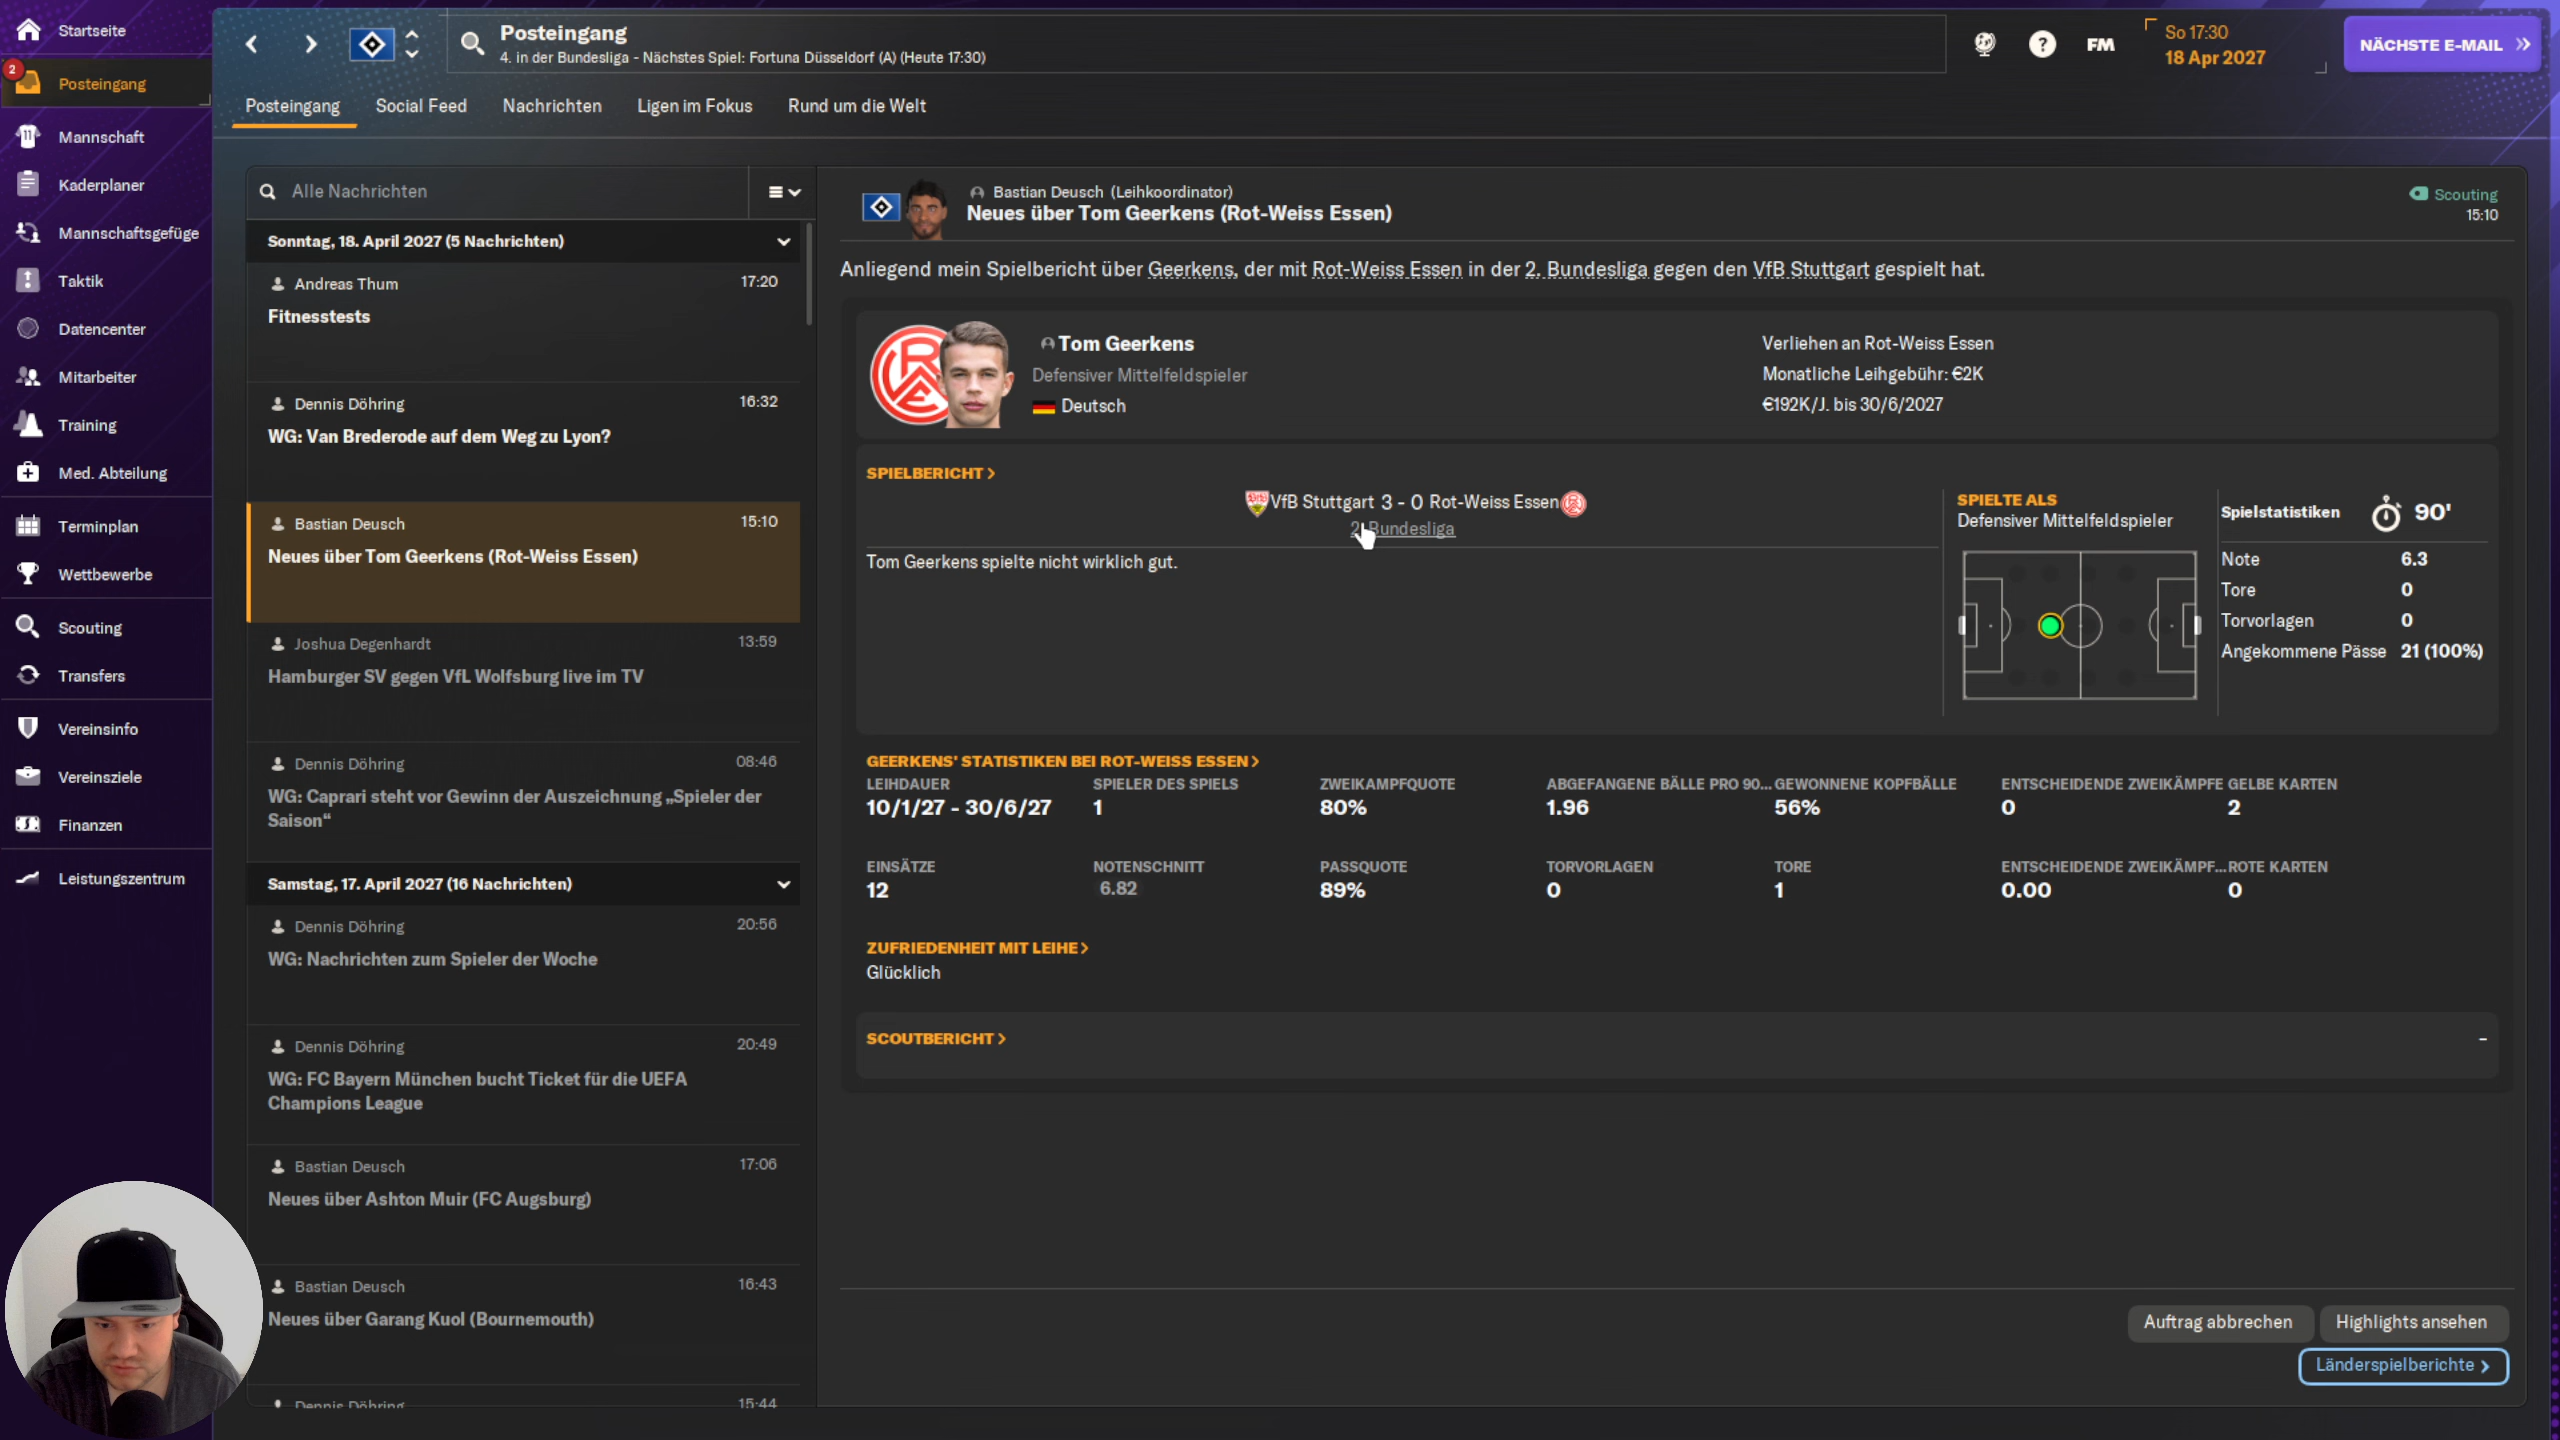 Startseite
2
Posteingang
Mannschaft
Kaderplaner
Mannschaftsgefüge
Taktik
Datencenter
Mitarbeiter
Training
Med. Abteilung
Terminplan
Wettbewerbe
Scouting
Transfers
Vereinsinfo
Vereinsziele
Finanzen
Leistungszentrum
Posteingang
4. in der Bundesliga - Nächstes Spiel: Fortuna Düsseldorf (A) (Heute 17:30)
?
FM
So 17:30
18 Apr 2027
NÄCHSTE E-MAIL
Posteingang
Social Feed
Nachrichten
Ligen im Fokus
Rund um die Welt
Alle Nachrichten
Sonntag, 18. April 2027 (5 Nachrichten)
Andreas Thum
17:20
Fitnesstests
Dennis Döhring
16:32
WG: Van Brederode auf dem Weg zu Lyon?
Bastian Deusch
15:10
Neues über Tom Geerkens (Rot-Weiss Essen)
Joshua Degenhardt
13:59
Hamburger SV gegen VfL Wolfsburg live im TV
Dennis Döhring
08:46
WG: Caprari steht vor Gewinn der Auszeichnung „Spieler der
Saison“
Samstag, 17. April 2027 (16 Nachrichten)
Dennis Döhring
20:56
WG: Nachrichten zum Spieler der Woche
Dennis Döhring
20:49
WG: FC Bayern München bucht Ticket für die UEFA
Champions League
Bastian Deusch
17:06
Neues über Ashton Muir (FC Augsburg)
Bastian Deusch
16:43
Neues über Garang Kuol (Bournemouth)
Dennis Döhring
15:44
Bastian Deusch (Leihkoordinator)
Neues über Tom Geerkens (Rot-Weiss Essen)
Scouting
15:10
Anliegend mein Spielbericht über Geerkens, der mit Rot-Weiss Essen in der 2. Bundesliga gegen den VfB Stuttgart gespielt hat.
Tom Geerkens
Defensiver Mittelfeldspieler
Deutsch
Verliehen an Rot-Weiss Essen
Monatliche Leihgebühr: €2K
€192K/J. bis 30/6/2027
SPIELBERICHT >
VfB Stuttgart 3 - 0 Rot-Weiss Essen
2. Bundesliga
Tom Geerkens spielte nicht wirklich gut.
SPIELTE ALS
Defensiver Mittelfeldspieler
Spielstatistiken
90'
Note 6.3
Tore 0
Torvorlagen 0
Angekommene Pässe 21 (100%)
GEERKENS' STATISTIKEN BEI ROT-WEISS ESSEN >
LEIHDAUER
SPIELER DES SPIELS
ZWEIKAMPFQUOTE
ABGEFANGENE BÄLLE PRO 90...
GEWONNENE KOPFBÄLLE
ENTSCHEIDENDE ZWEIKÄMPFE
GELBE KARTEN
10/1/27 - 30/6/27
1
80%
1.96
56%
0
2
EINSÄTZE
NOTENSCHNITT
PASSQUOTE
TORVORLAGEN
TORE
ENTSCHEIDENDE ZWEIKÄMPF...
ROTE KARTEN
12
6.82
89%
0
1
0.00
0
ZUFRIEDENHEIT MIT LEIHE >
Glücklich
SCOUTBERICHT >
-
Auftrag abbrechen
Highlights ansehen
Länderspielberichte >